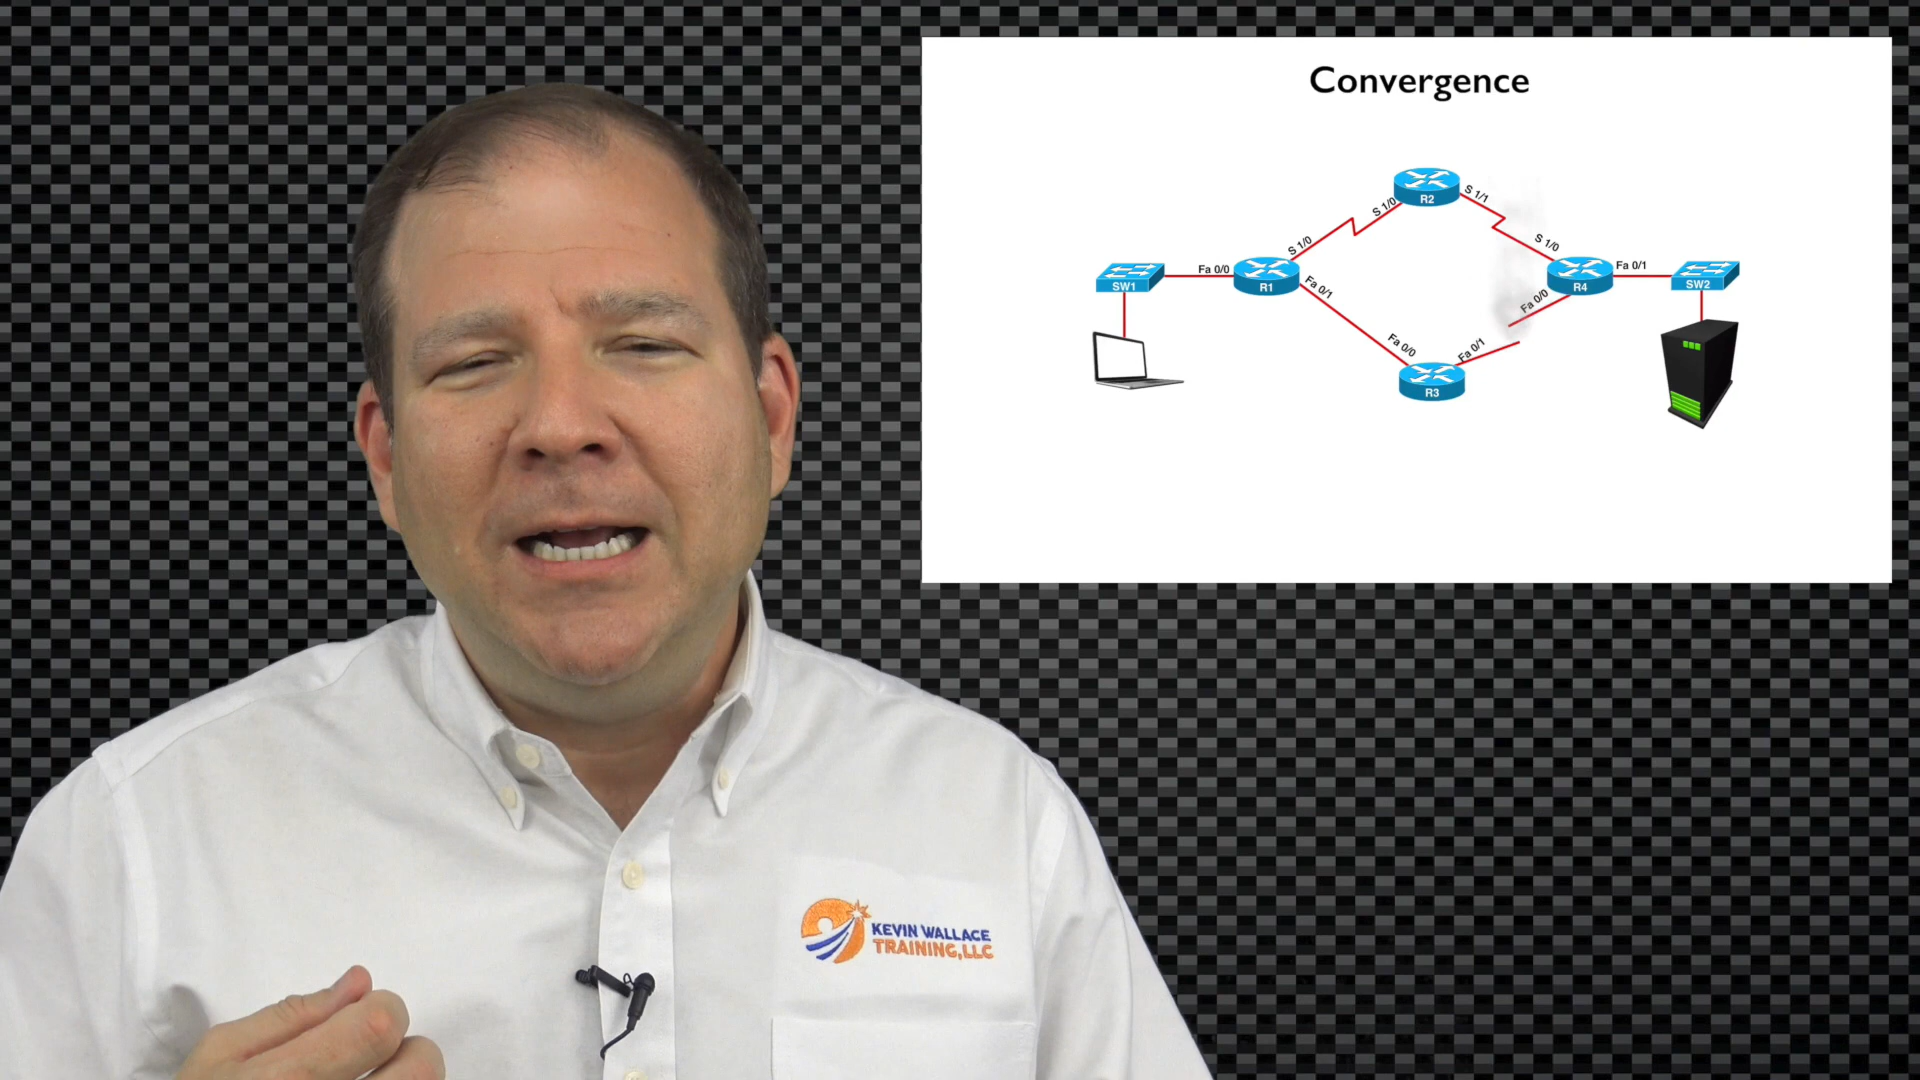 Convergence
R2
S 1/0
S 1/1
S 1/0
S 1/0
SW1
Fa 0/0
R1
Fa 0/1
R4
Fa 0/1
SW2
Fa 0/0
Fa 0/0
Fa 0/1
R3
KEVIN WALLACE
TRAINING,LLC